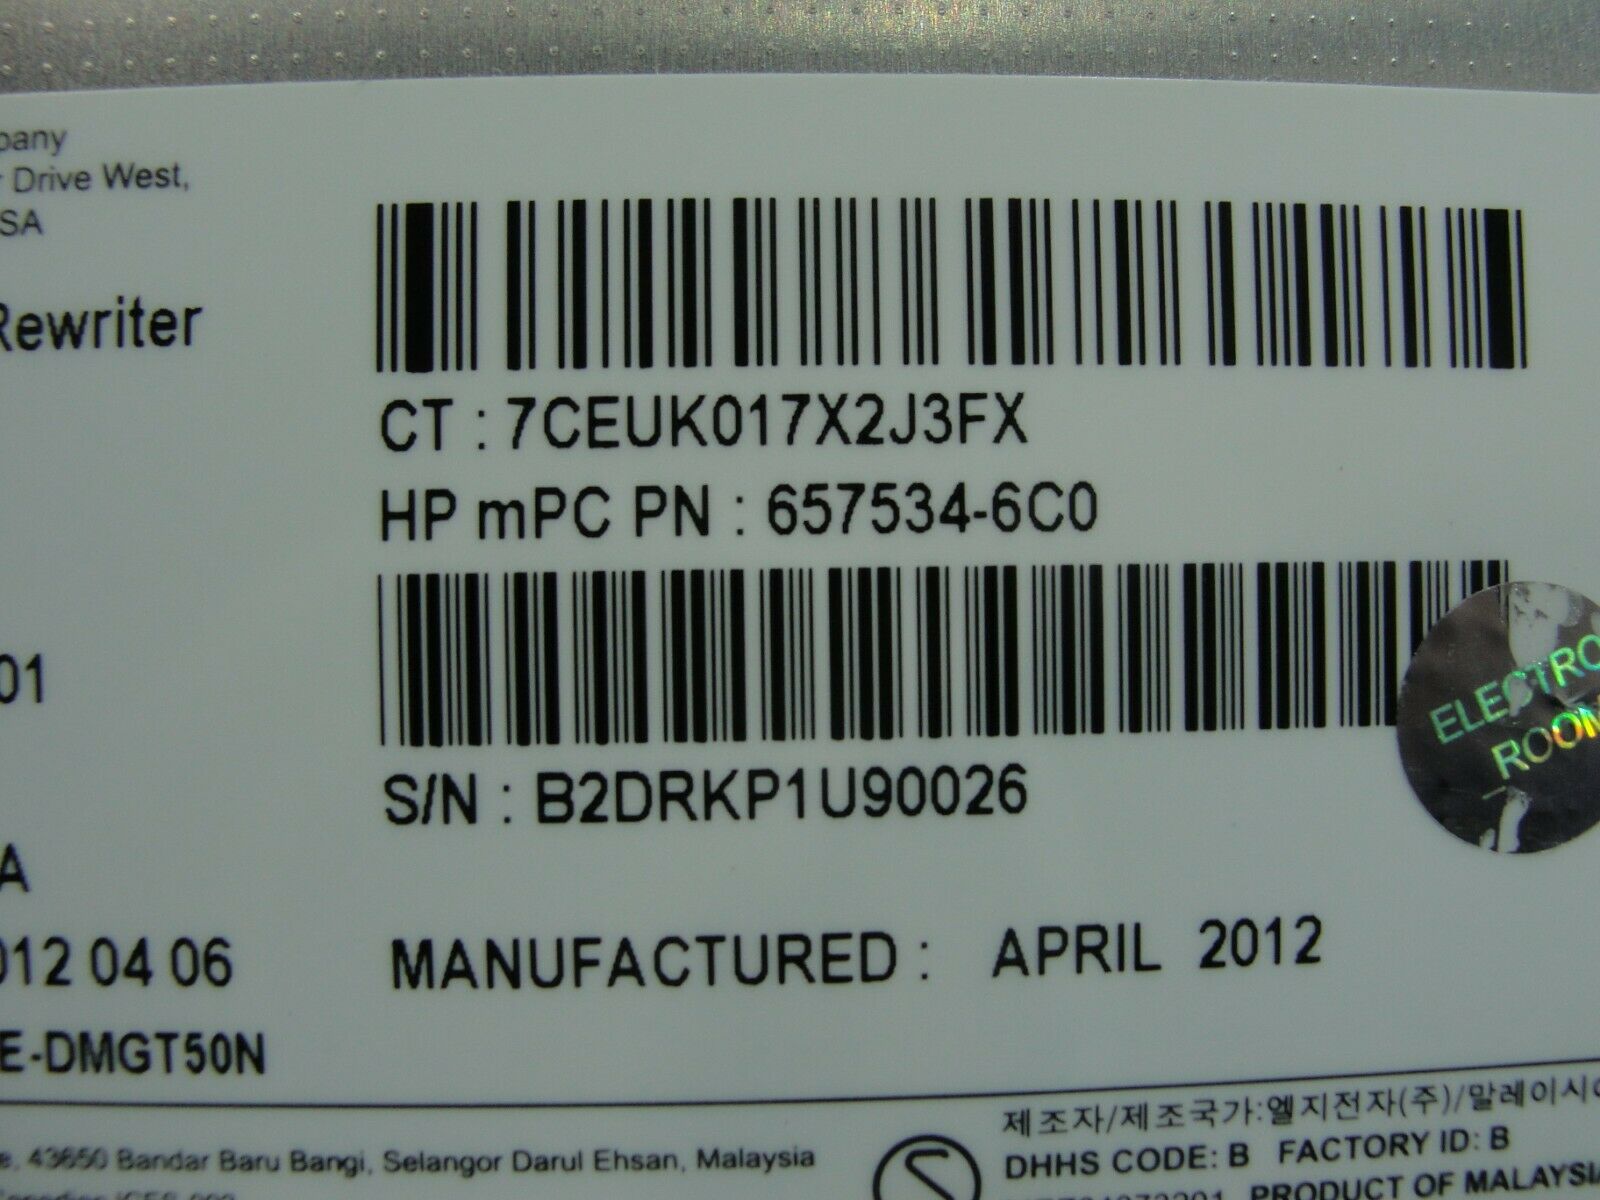 pany
Drive West,
SA
Rewriter
CT : 7CEUK017X2J3FX
HP mPC PN : 657534-6C0
01
S/N : B2DRKP1U90026
A
012 04 06
MANUFACTURED : APRIL 2012
E-DMGT50N
ELECTRO
ROOM
제조자/제조국가:엘지전자(주)/말레이시아
e, 43650 Bandar Baru Bangi, Selangor Darul Ehsan, Malaysia
DHHS CODE: B FACTORY ID: B
PRODUCT OF MALAYSIA